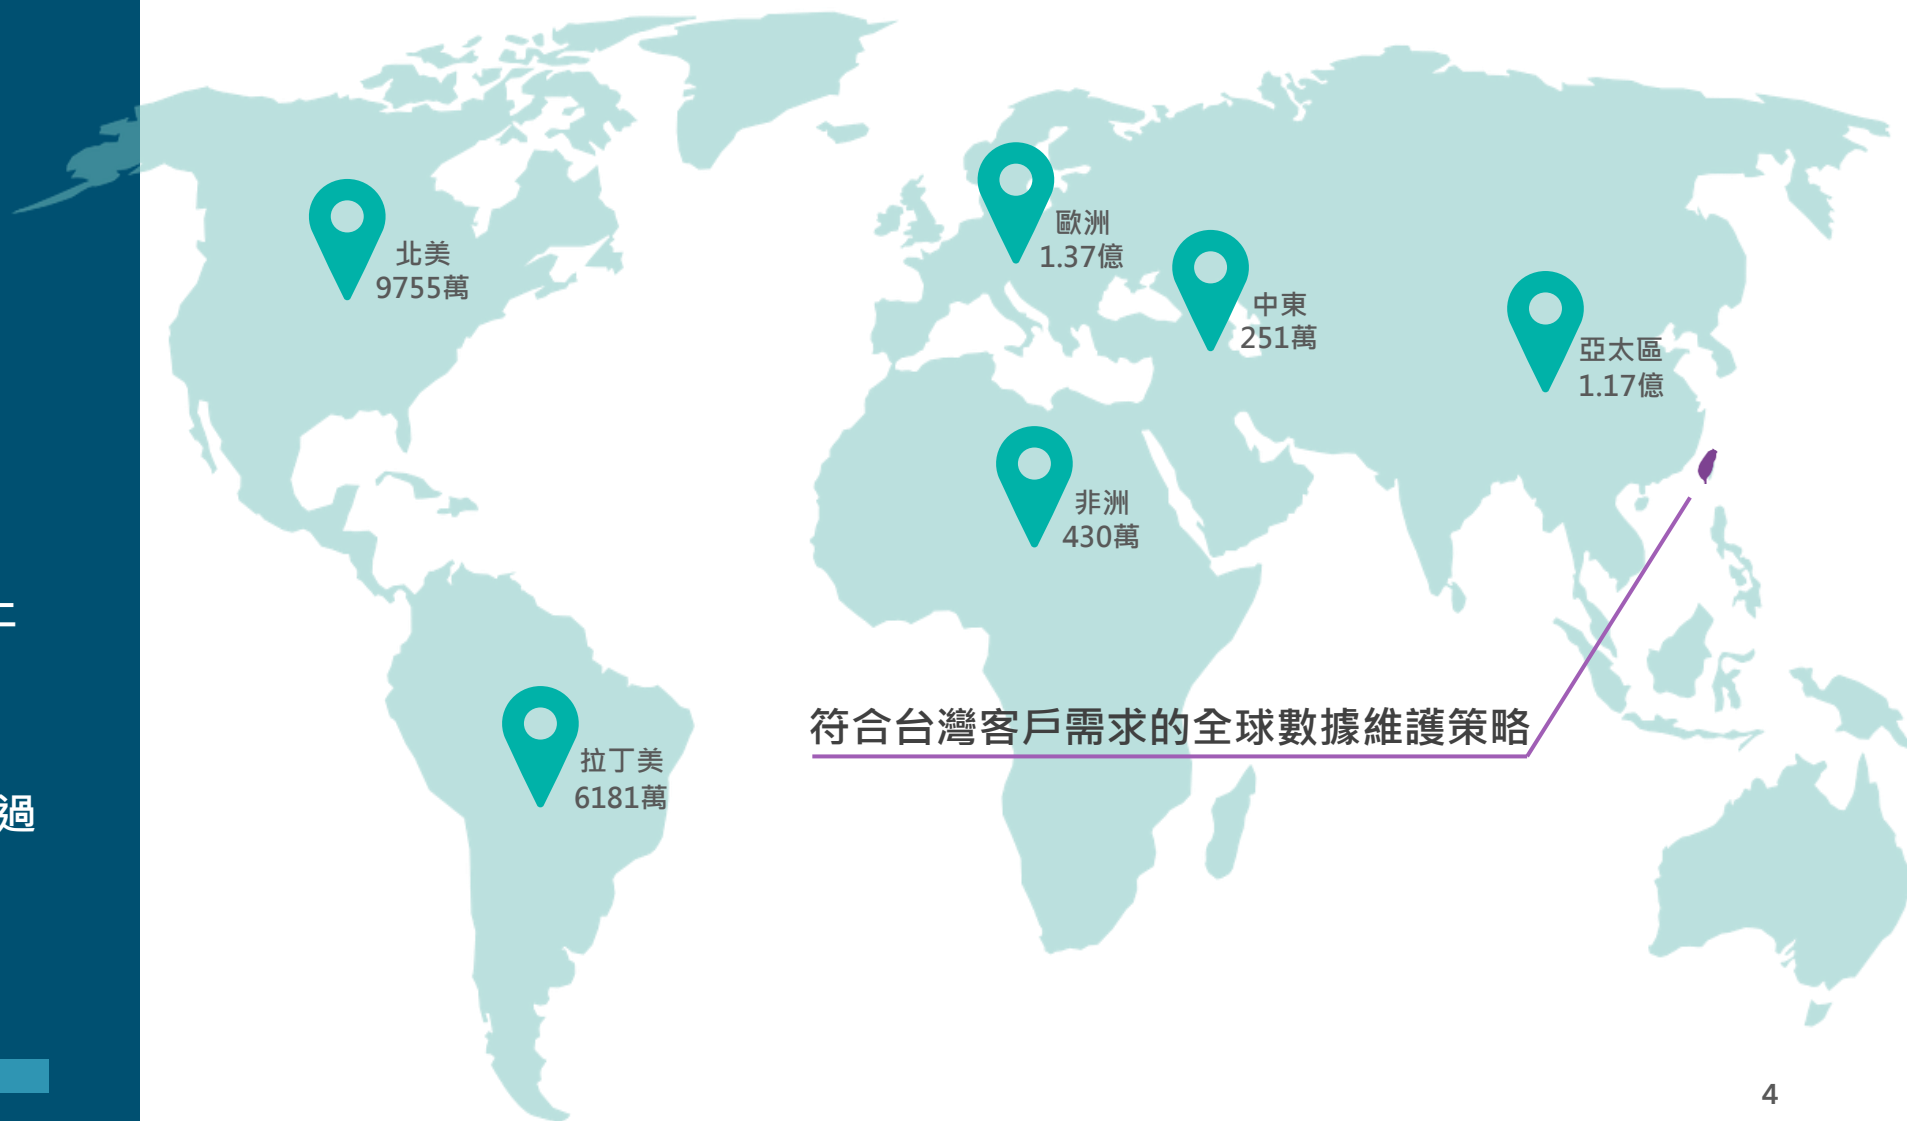 北美
9755萬
歐洲
1.37億
中東
251萬
亞太區
1.17億
非洲
430萬
符合台灣客戶需求的全球數據維護策略
拉丁美
6181萬
過
4